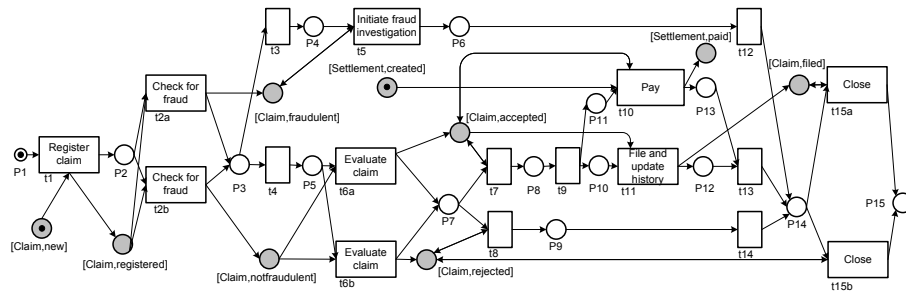 t3
P4
Initiate fraud
investigation
t5
P6
t12
[Settlement,paid]
[Settlement,created]
[Claim,filed]
Check for
fraud
t2a
[Claim,fraudulent]
Pay
t10
P11
P13
Close
t15a
[Claim,accepted]
P1
Register
claim
t1
P2
Check for
fraud
t2b
P3
t4
P5
Evaluate
claim
t6a
t7
P8
t9
P10
File and
update
history
t11
P12
t13
P14
P15
P7
[Claim,new]
[Claim,registered]
[Claim,notfraudulent]
Evaluate
claim
t6b
[Claim,rejected]
t8
P9
t14
Close
t15b